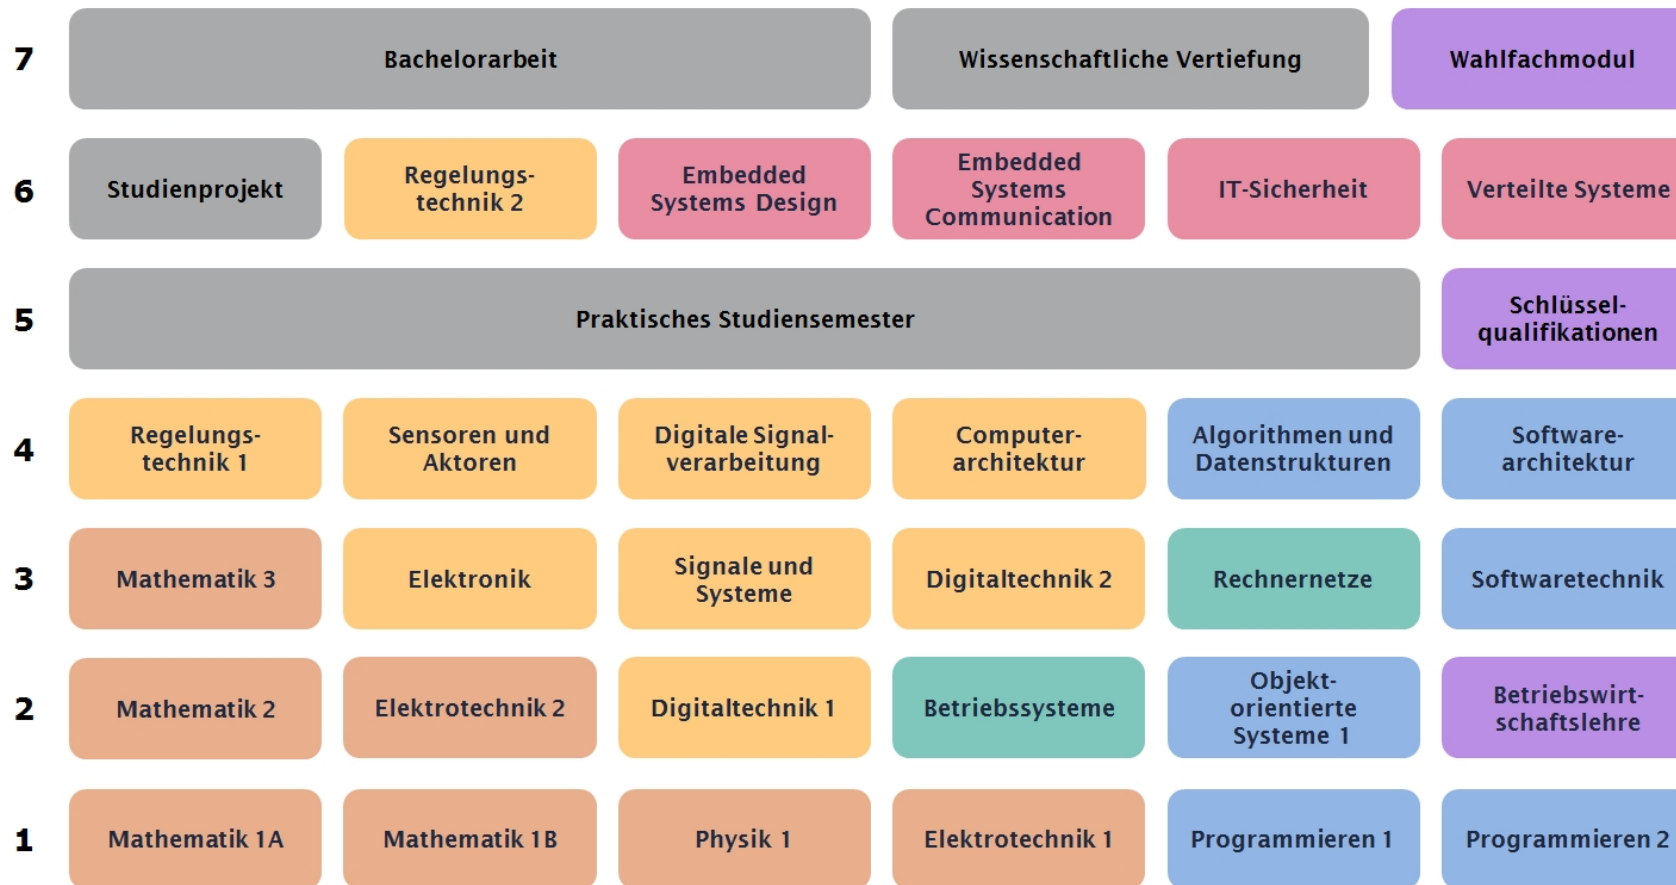 7
Bachelorarbeit
Wissenschaftliche Vertiefung
Wahlfachmodul
6
Studienprojekt
Regelungs-
technik 2
Embedded
Systems Design
Embedded
Systems
Communication
IT-Sicherheit
Verteilte Systeme
5
Praktisches Studiensemester
Schlüssel-
qualifikationen
4
Regelungs-
technik 1
Sensoren und
Aktoren
Digitale Signal-
verarbeitung
Computer-
architektur
Algorithmen und
Datenstrukturen
Software-
architektur
3
Mathematik 3
Elektronik
Signale und
Systeme
Digitaltechnik 2
Rechnernetze
Softwaretechnik
2
Mathematik 2
Elektrotechnik 2
Digitaltechnik 1
Betriebssysteme
Objekt-
orientierte
Systeme 1
Betriebswirt-
schaftslehre
1
Mathematik 1A
Mathematik 1B
Physik 1
Elektrotechnik 1
Programmieren 1
Programmieren 2